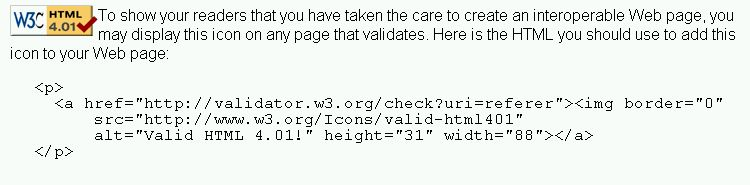 W3C HTML 4.01
To show your readers that you have taken the care to create an interoperable Web page, you
may display this icon on any page that validates. Here is the HTML you should use to add this
icon to your Web page:
<p>
<a href="http://validator.w3.org/check?uri=referer"><img border="0"
src="http://www.w3.org/Icons/valid-html401"
alt="Valid HTML 4.01!" height="31" width="88"></a>
</p>